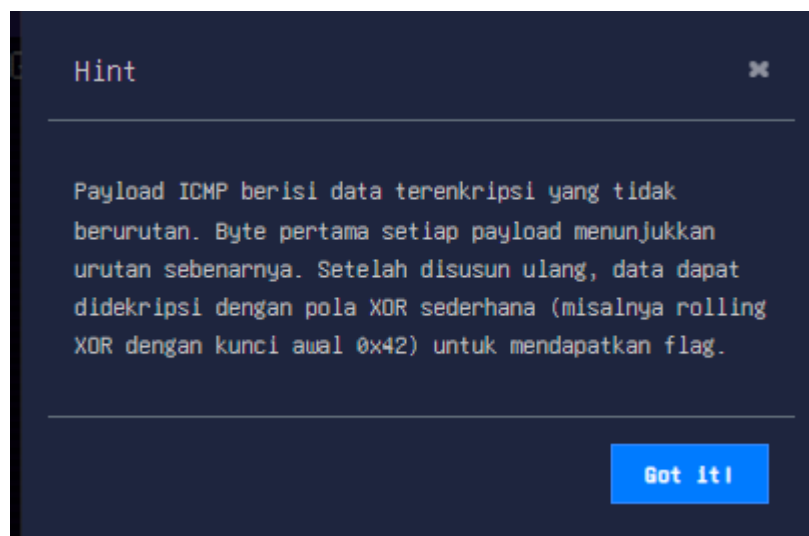 Hint
Payload ICMP berisi data terenkripsi yang tidak
berurutan. Byte pertama setiap payload menunjukkan
urutan sebenarnya. Setelah disusun ulang, data dapat
didekripsi dengan pola XOR sederhana (misalnya rolling
XOR dengan kunci awal 0x42) untuk mendapatkan flag.
Got it!